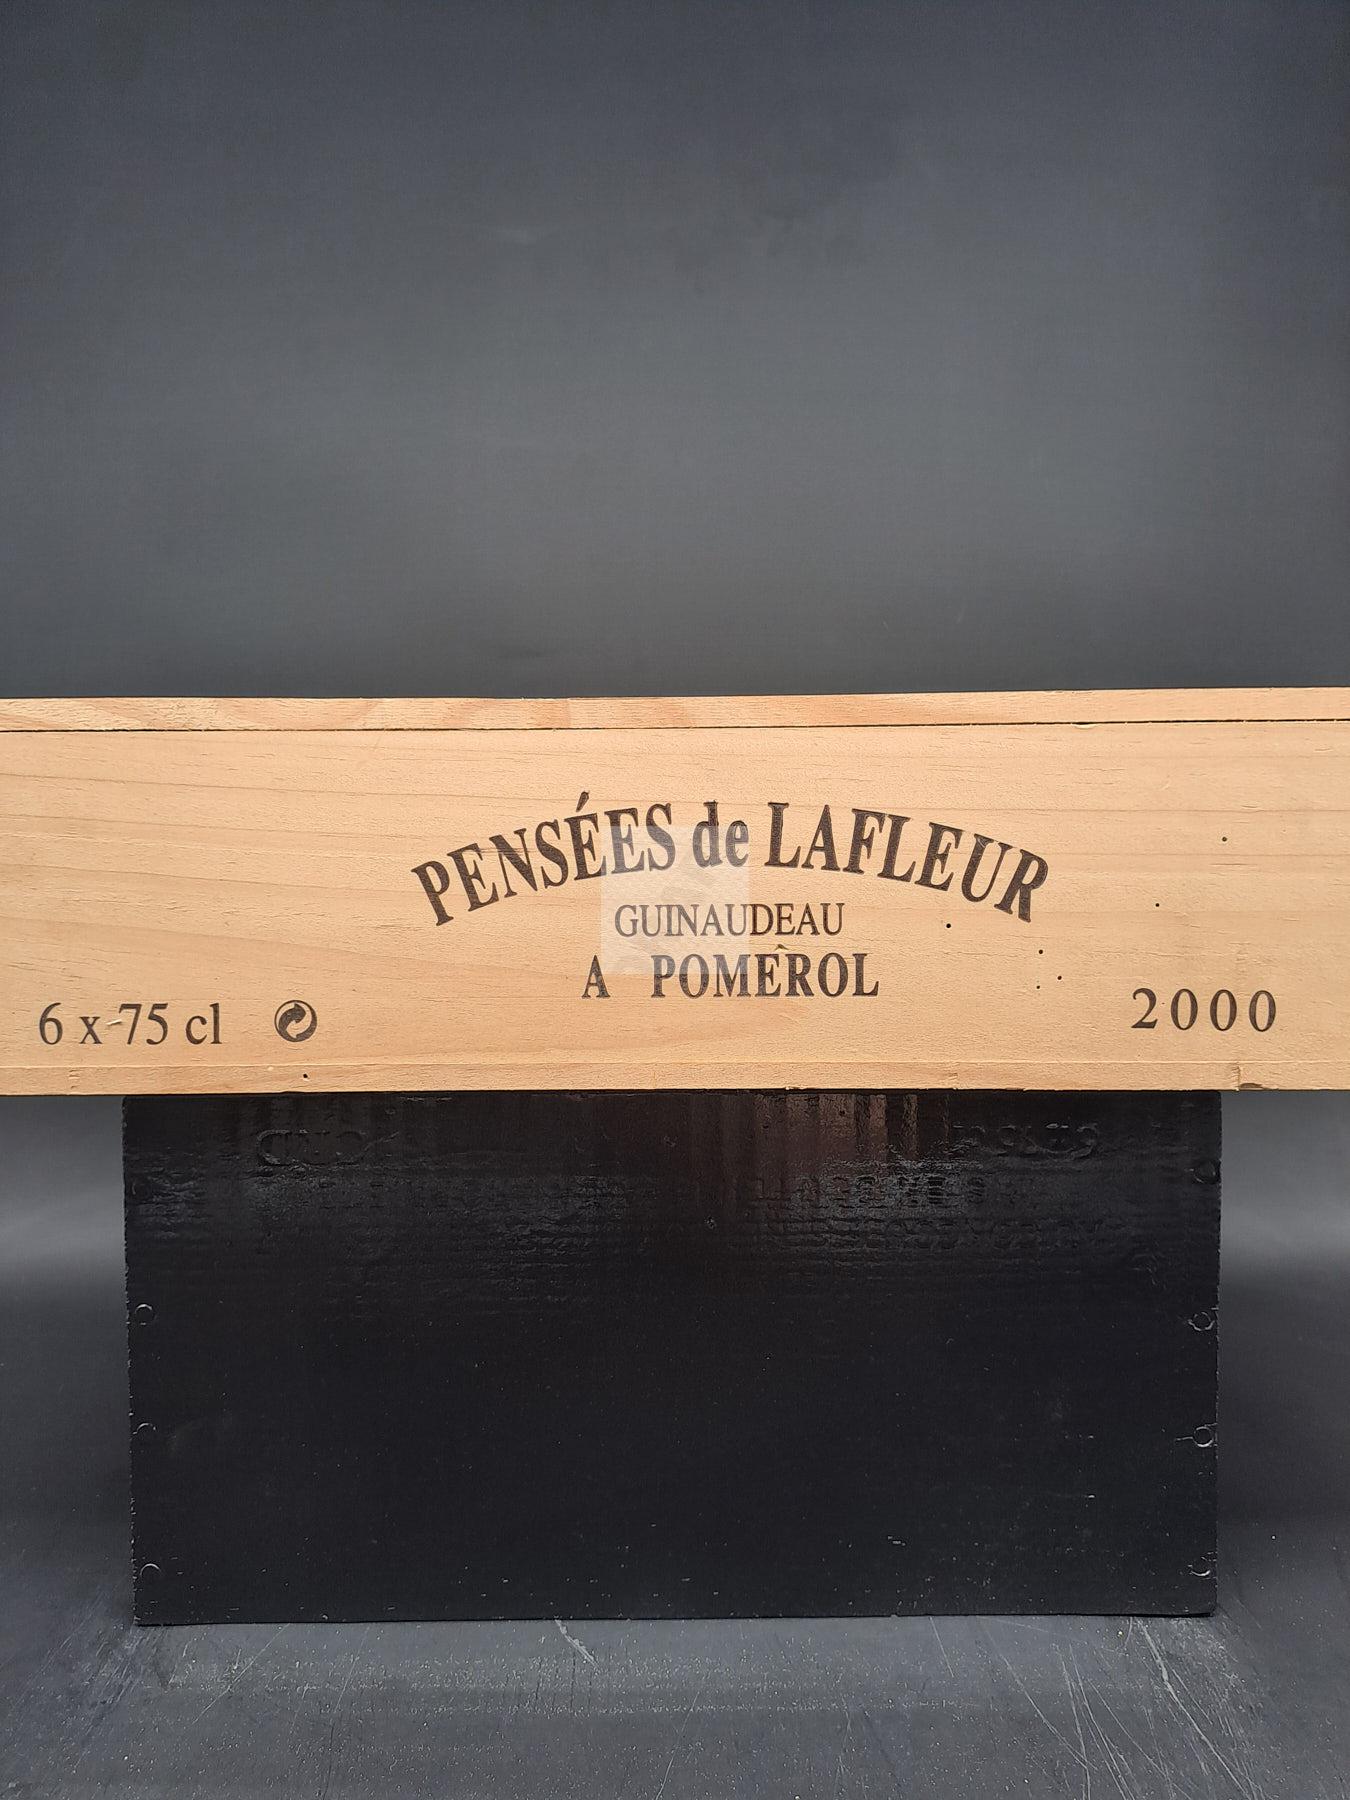 PENSÉES de LAFLEUR
GUINAUDEAU
A POMEROL
6 x 75 cl
2000